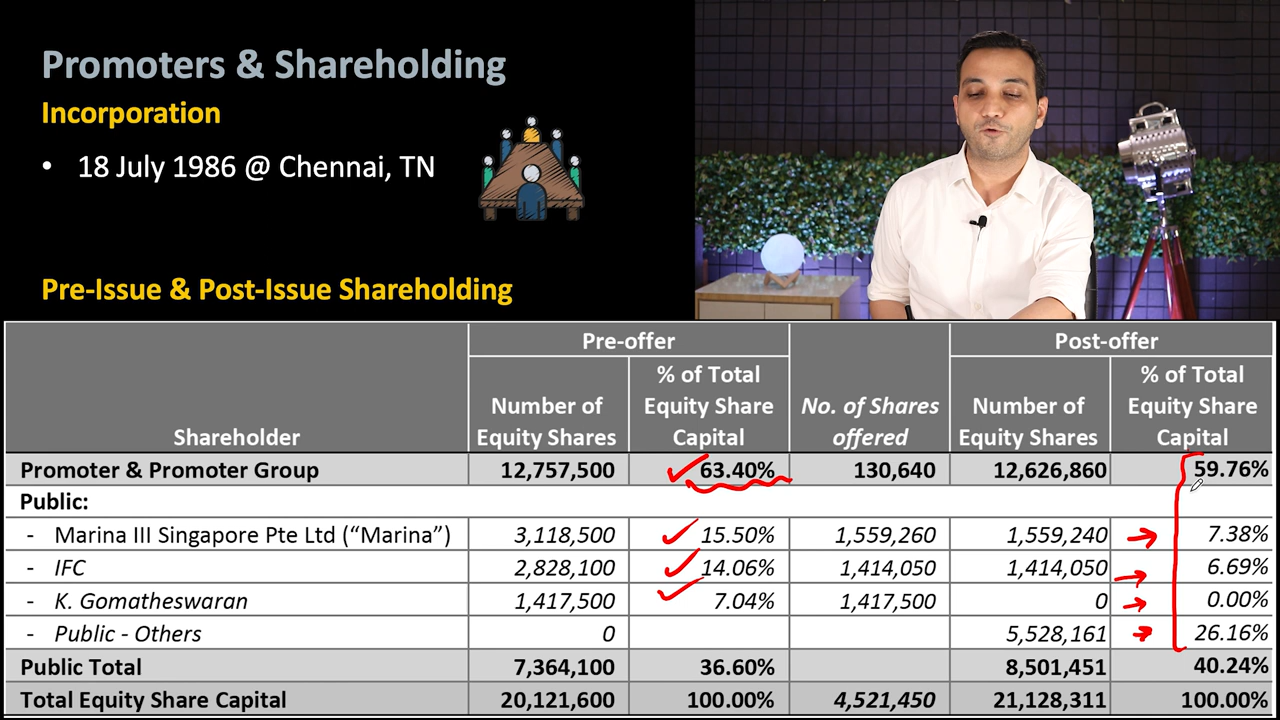 Promoters & Shareholding
Incorporation
• 18 July 1986 @ Chennai, TN
Pre-Issue & Post-Issue Shareholding
Pre-offer Post-offer
Shareholder Number of Equity Shares % of Total Equity Share Capital No. of Shares offered Number of Equity Shares % of Total Equity Share Capital
Promoter & Promoter Group 12,757,500 63.40% 130,640 12,626,860 59.76%
Public:
- Marina III Singapore Pte Ltd (“Marina”) 3,118,500 15.50% 1,559,260 1,559,240 7.38%
- IFC 2,828,100 14.06% 1,414,050 1,414,050 6.69%
- K. Gomatheswaran 1,417,500 7.04% 1,417,500 0 0.00%
- Public - Others 0 5,528,161 26.16%
Public Total 7,364,100 36.60% 8,501,451 40.24%
Total Equity Share Capital 20,121,600 100.00% 4,521,450 21,128,311 100.00%